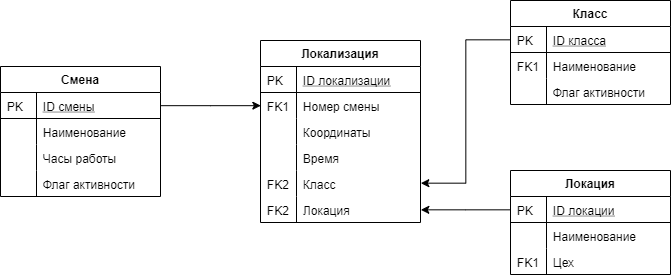 Смена
PK ID смены
Наименование
Часы работы
Флаг активности
Локализация
PK ID локализации
FK1 Номер смены
Координаты
Время
FK2 Класс
FK2 Локация
Класс
PK ID класса
FK1 Наименование
Флаг активности
Локация
PK ID локации
Наименование
FK1 Цех